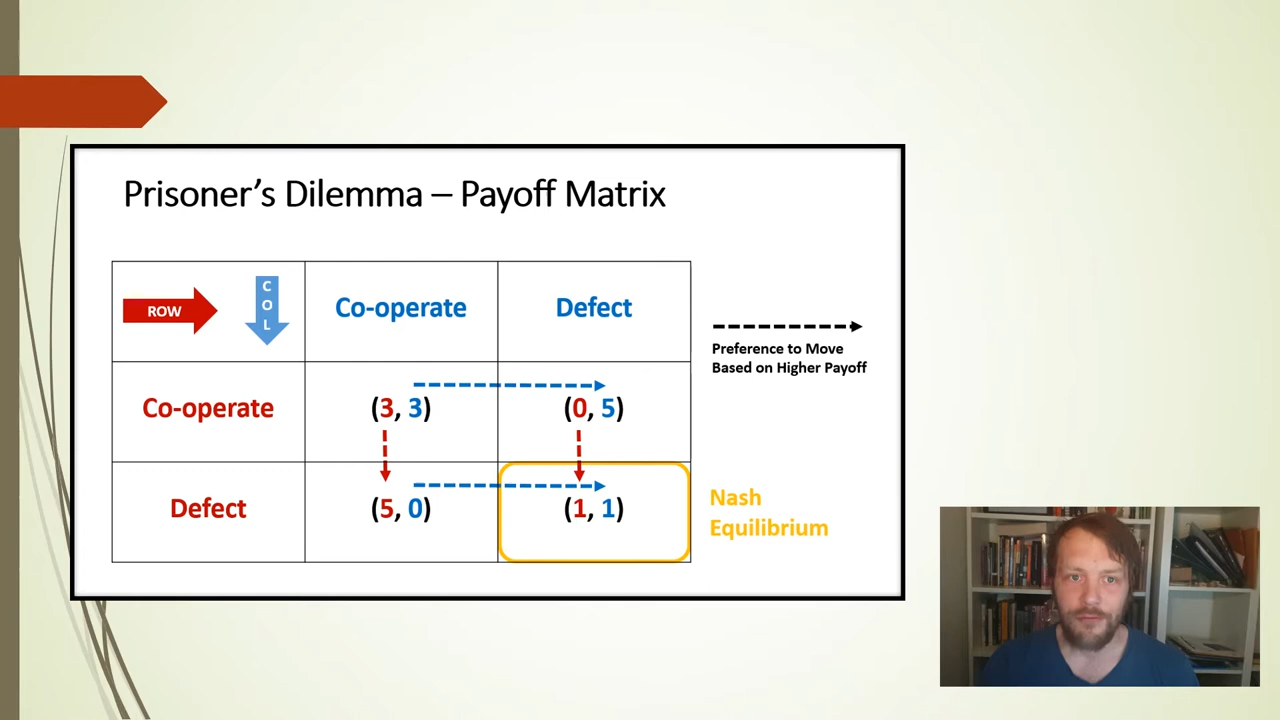 Prisoner's Dilemma – Payoff Matrix
ROW
C
O
L
Co-operate
Defect
Preference to Move
Based on Higher Payoff
Co-operate
(3, 3)
(0, 5)
Defect
(5, 0)
(1, 1)
Nash
Equilibrium